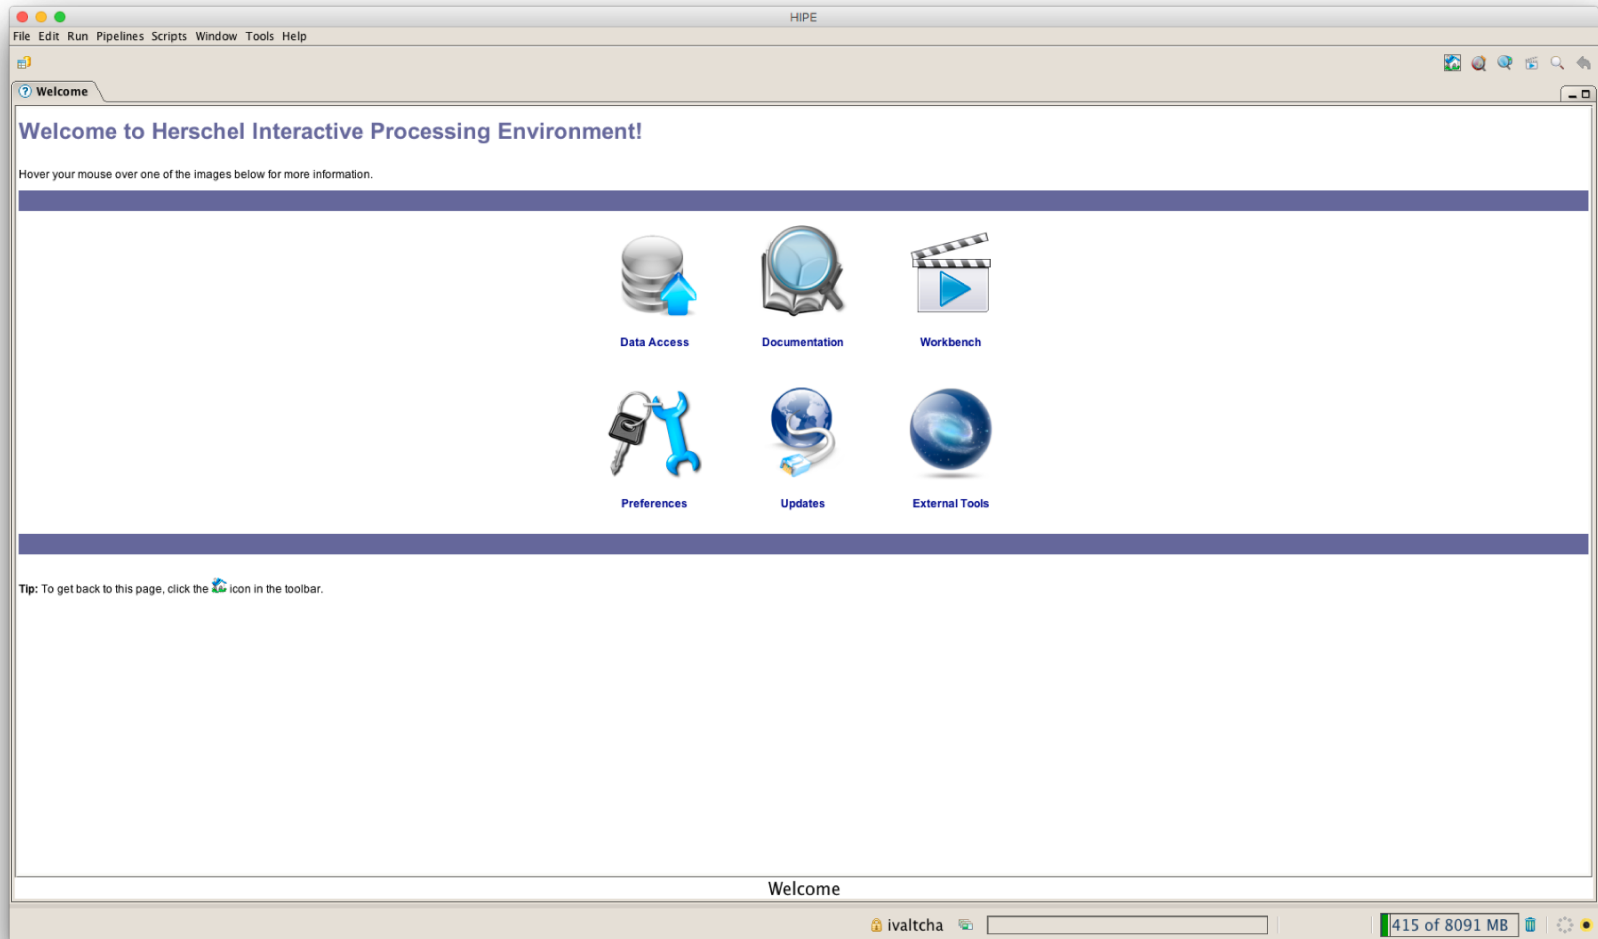 HIPE
File Edit Run Pipelines Scripts Window Tools Help
Welcome
Welcome to Herschel Interactive Processing Environment!
Hover your mouse over one of the images below for more information.
Data Access Documentation Workbench
Preferences Updates External Tools
Tip: To get back to this page, click the icon in the toolbar.
Welcome
ivaltcha 415 of 8091 MB